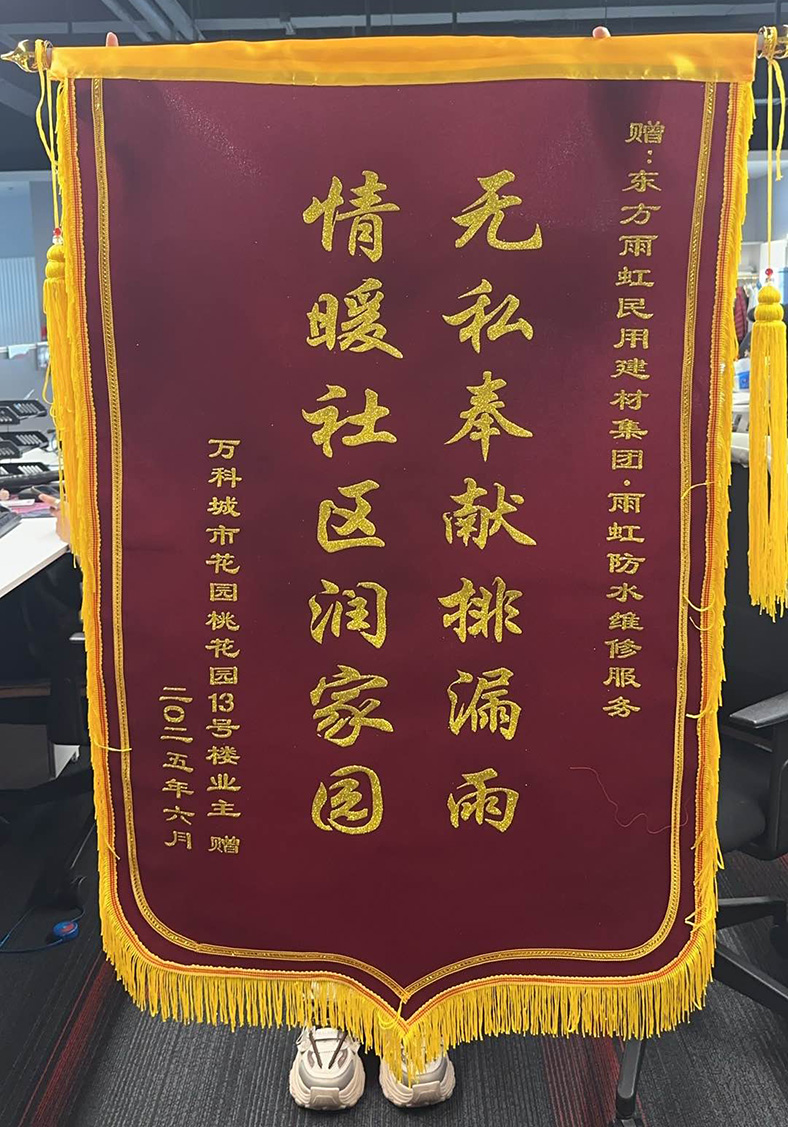 赠：东方雨虹民用建材集团·雨虹防水维修服务
无私奉献排漏雨
情暖社区润家园
万科城市花园桃花园13号楼业主 赠
二〇二五年六月